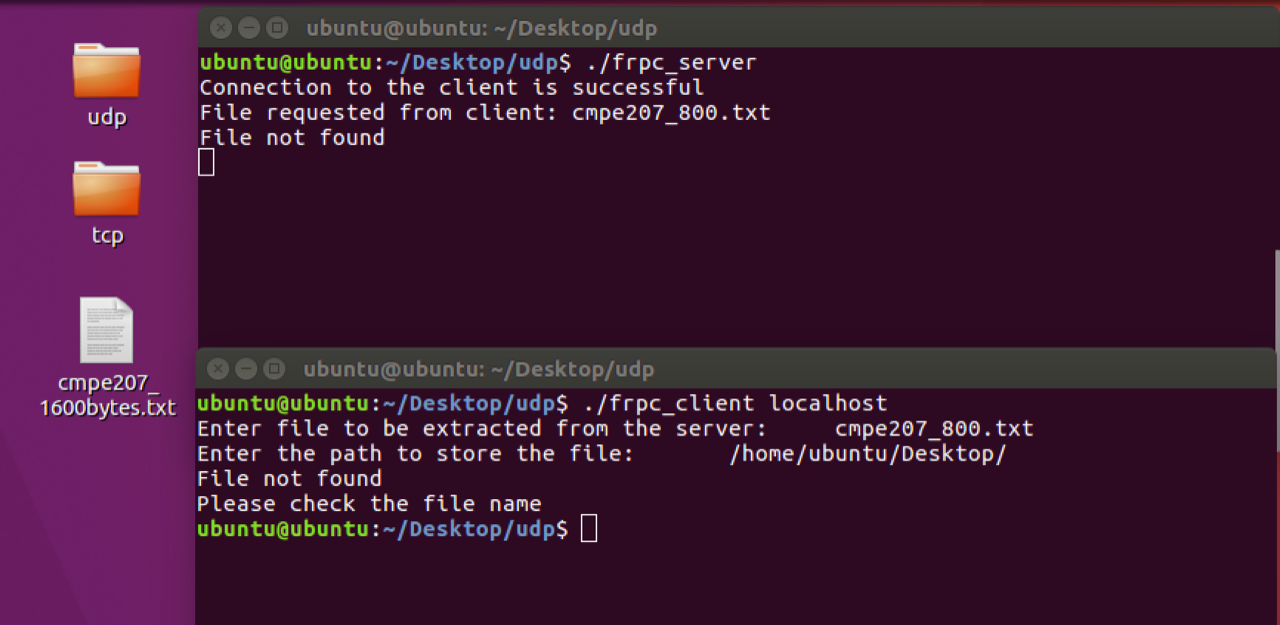 udp
tcp
cmpe207_
1600bytes.txt
ubuntu@ubuntu: ~/Desktop/udp
ubuntu@ubuntu:~/Desktop/udp$ ./frpc_server
Connection to the client is successful
File requested from client: cmpe207_800.txt
File not found
ubuntu@ubuntu: ~/Desktop/udp
ubuntu@ubuntu:~/Desktop/udp$ ./frpc_client localhost
Enter file to be extracted from the server:     cmpe207_800.txt
Enter the path to store the file:       /home/ubuntu/Desktop/
File not found
Please check the file name
ubuntu@ubuntu:~/Desktop/udp$